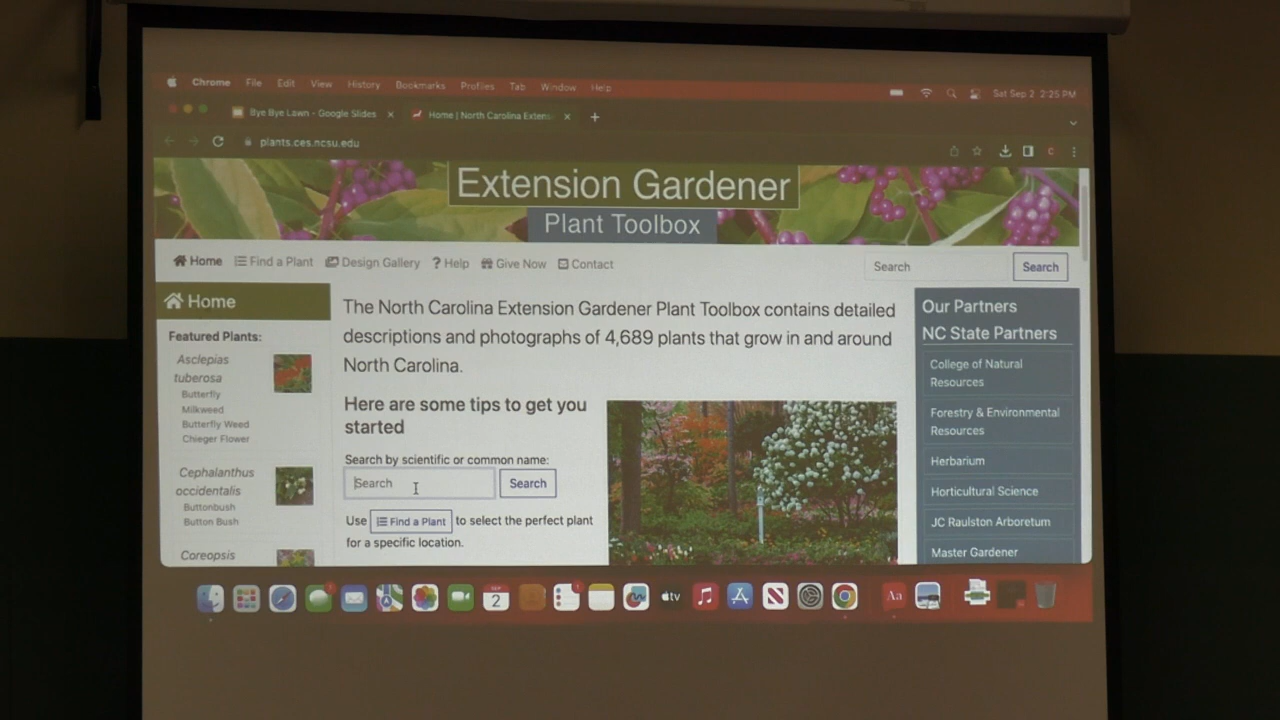 Chrome File Edit View History Bookmarks Profiles Tab Window Help Sat Sep 2 2:25 PM
Bye Bye Lawn - Google Slides × Home | North Carolina Extens × +
plants.ces.ncsu.edu
Extension Gardener
Plant Toolbox
Home Find a Plant Design Gallery ? Help Give Now Contact Search Search
Home
Featured Plants:
Asclepias
tuberosa
Butterfly
Milkweed
Butterfly Weed
Chieger Flower
Cephalanthus
occidentalis
Buttonbush
Button Bush
Coreopsis
The North Carolina Extension Gardener Plant Toolbox contains detailed
descriptions and photographs of 4,689 plants that grow in and around
North Carolina.
Here are some tips to get you
started
Search by scientific or common name:
Search Search
Use Find a Plant to select the perfect plant
for a specific location.
Our Partners
NC State Partners
College of Natural
Resources
Forestry & Environmental
Resources
Herbarium
Horticultural Science
JC Raulston Arboretum
Master Gardener
SEP
2
tv
Aa